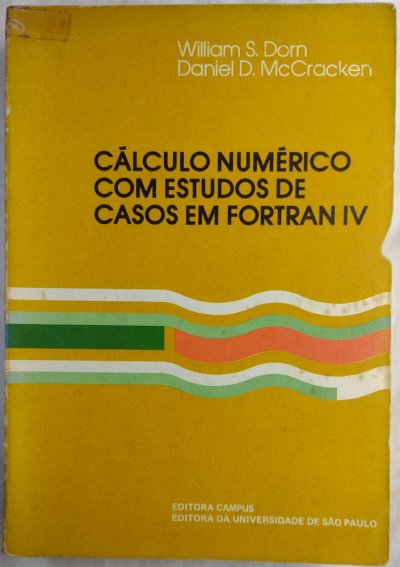 William S. Dorn
Daniel D. McCracken
CÁLCULO NUMÉRICO
COM ESTUDOS DE
CASOS EM FORTRAN IV
EDITORA CAMPUS
EDITORA DA UNIVERSIDADE DE SÃO PAULO